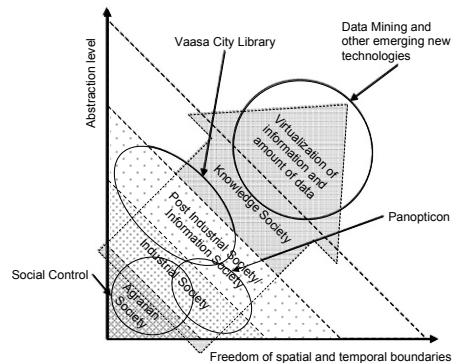 Data Mining and
other emerging new
technologies
Vaasa City Library
Abstraction level
Virtualization of
information and
amount of data
Knowledge Society
Post Industrial Society/
Information Society
Panopticon
Industrial Society
Social Control
Agrarian
Society
Freedom of spatial and temporal boundaries